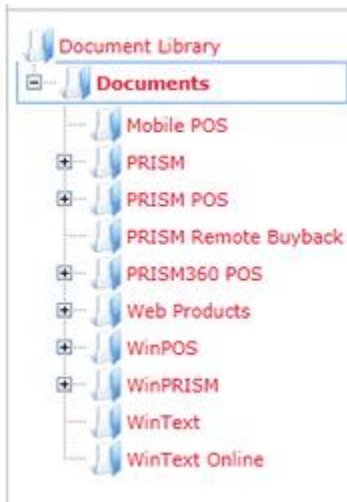 Document Library
Documents
Mobile POS
PRISM
PRISM POS
PRISM Remote Buyback
PRISM360 POS
Web Products
WinPOS
WinPRISM
WinText
WinText Online